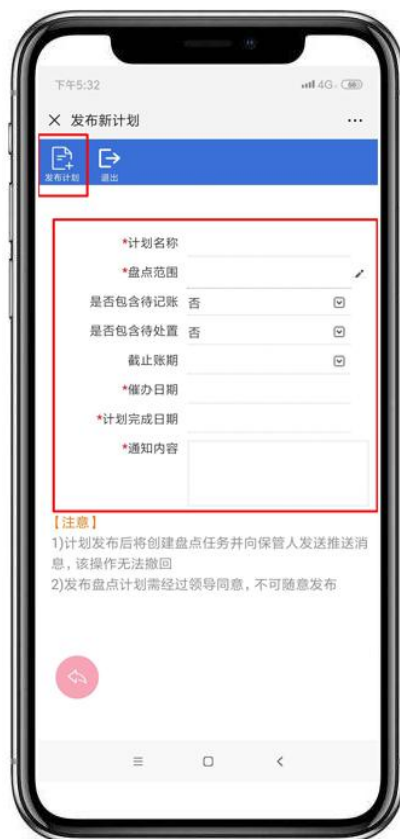 下午5:32
4G
发布新计划
发布计划 退出
*计划名称
*盘点范围
是否包含待记账 否
是否包含待处置 否
截止账期
*催办日期
*计划完成日期
*通知内容
【注意】
1)计划发布后将创建盘点任务并向保管人发送推送消
息，该操作无法撤回
2)发布盘点计划需经过领导同意，不可随意发布